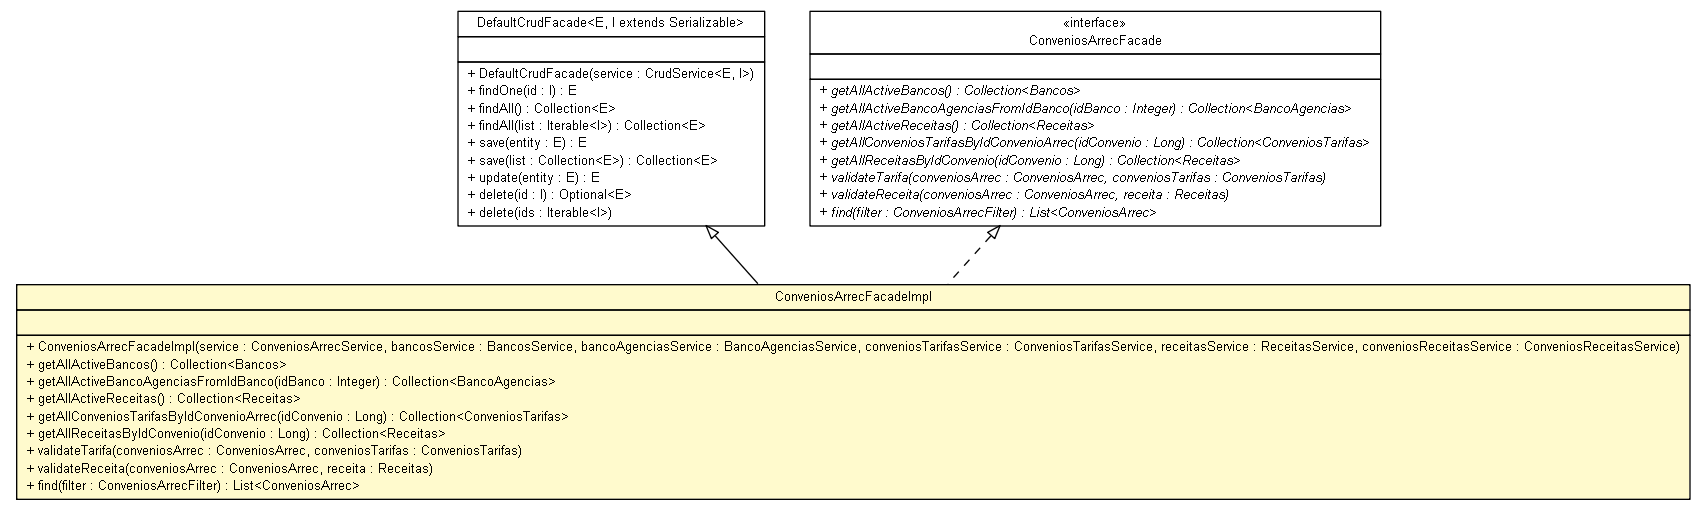 DefaultCrudFacade<E, I extends Serializable>
+ DefaultCrudFacade(service : CrudService<E, I>)
+ findOne(id : I) : E
+ findAll() : Collection<E>
+ findAll(list : Iterable<I>) : Collection<E>
+ save(entity : E) : E
+ save(list : Collection<E>) : Collection<E>
+ update(entity : E) : E
+ delete(id : I) : Optional<E>
+ delete(ids : Iterable<I>)
«interface»
ConveniosArrecFacade
+ getAllActiveBancos() : Collection<Bancos>
+ getAllActiveBancoAgenciasFromIdBanco(idBanco : Integer) : Collection<BancoAgencias>
+ getAllActiveReceitas() : Collection<Receitas>
+ getAllConveniosTarifasByIdConvenioArrec(idConvenio : Long) : Collection<ConveniosTarifas>
+ getAllReceitasByIdConvenio(idConvenio : Long) : Collection<Receitas>
+ validateTarifa(conveniosArrec : ConveniosArrec, conveniosTarifas : ConveniosTarifas)
+ validateReceita(conveniosArrec : ConveniosArrec, receita : Receitas)
+ find(filter : ConveniosArrecFilter) : List<ConveniosArrec>
ConveniosArrecFacadeImpl
+ ConveniosArrecFacadeImpl(service : ConveniosArrecService, bancosService : BancosService, bancoAgenciasService : BancoAgenciasService, conveniosTarifasService : ConveniosTarifasService, receitasService : ReceitasService, conveniosReceitasService : ConveniosReceitasService)
+ getAllActiveBancos() : Collection<Bancos>
+ getAllActiveBancoAgenciasFromIdBanco(idBanco : Integer) : Collection<BancoAgencias>
+ getAllActiveReceitas() : Collection<Receitas>
+ getAllConveniosTarifasByIdConvenioArrec(idConvenio : Long) : Collection<ConveniosTarifas>
+ getAllReceitasByIdConvenio(idConvenio : Long) : Collection<Receitas>
+ validateTarifa(conveniosArrec : ConveniosArrec, conveniosTarifas : ConveniosTarifas)
+ validateReceita(conveniosArrec : ConveniosArrec, receita : Receitas)
+ find(filter : ConveniosArrecFilter) : List<ConveniosArrec>